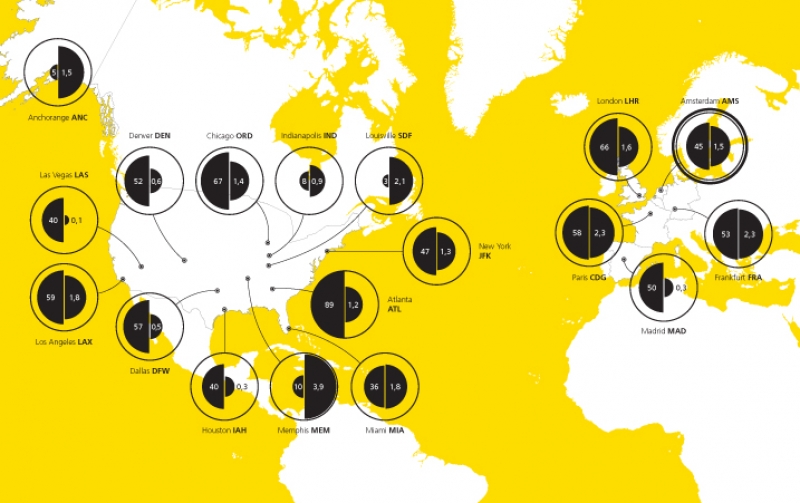 5 1,5
Anchorange ANC
Denver DEN
52 0,6
Chicago ORD
67 1,4
Indianapolis IND
8 0,9
Louisville SDF
3 2,1
Las Vegas LAS
40 0,1
59 1,8
Los Angeles LAX
57 0,5
Dallas DFW
40 0,3
Houston IAH
10 3,9
Memphis MEM
36 1,8
Miami MIA
89 1,2
Atlanta
ATL
47 1,3
New York
JFK
London LHR
66 1,6
Amsterdam AMS
45 1,5
58 2,3
Paris CDG
53 2,3
Frankfurt FRA
50 0,3
Madrid MAD